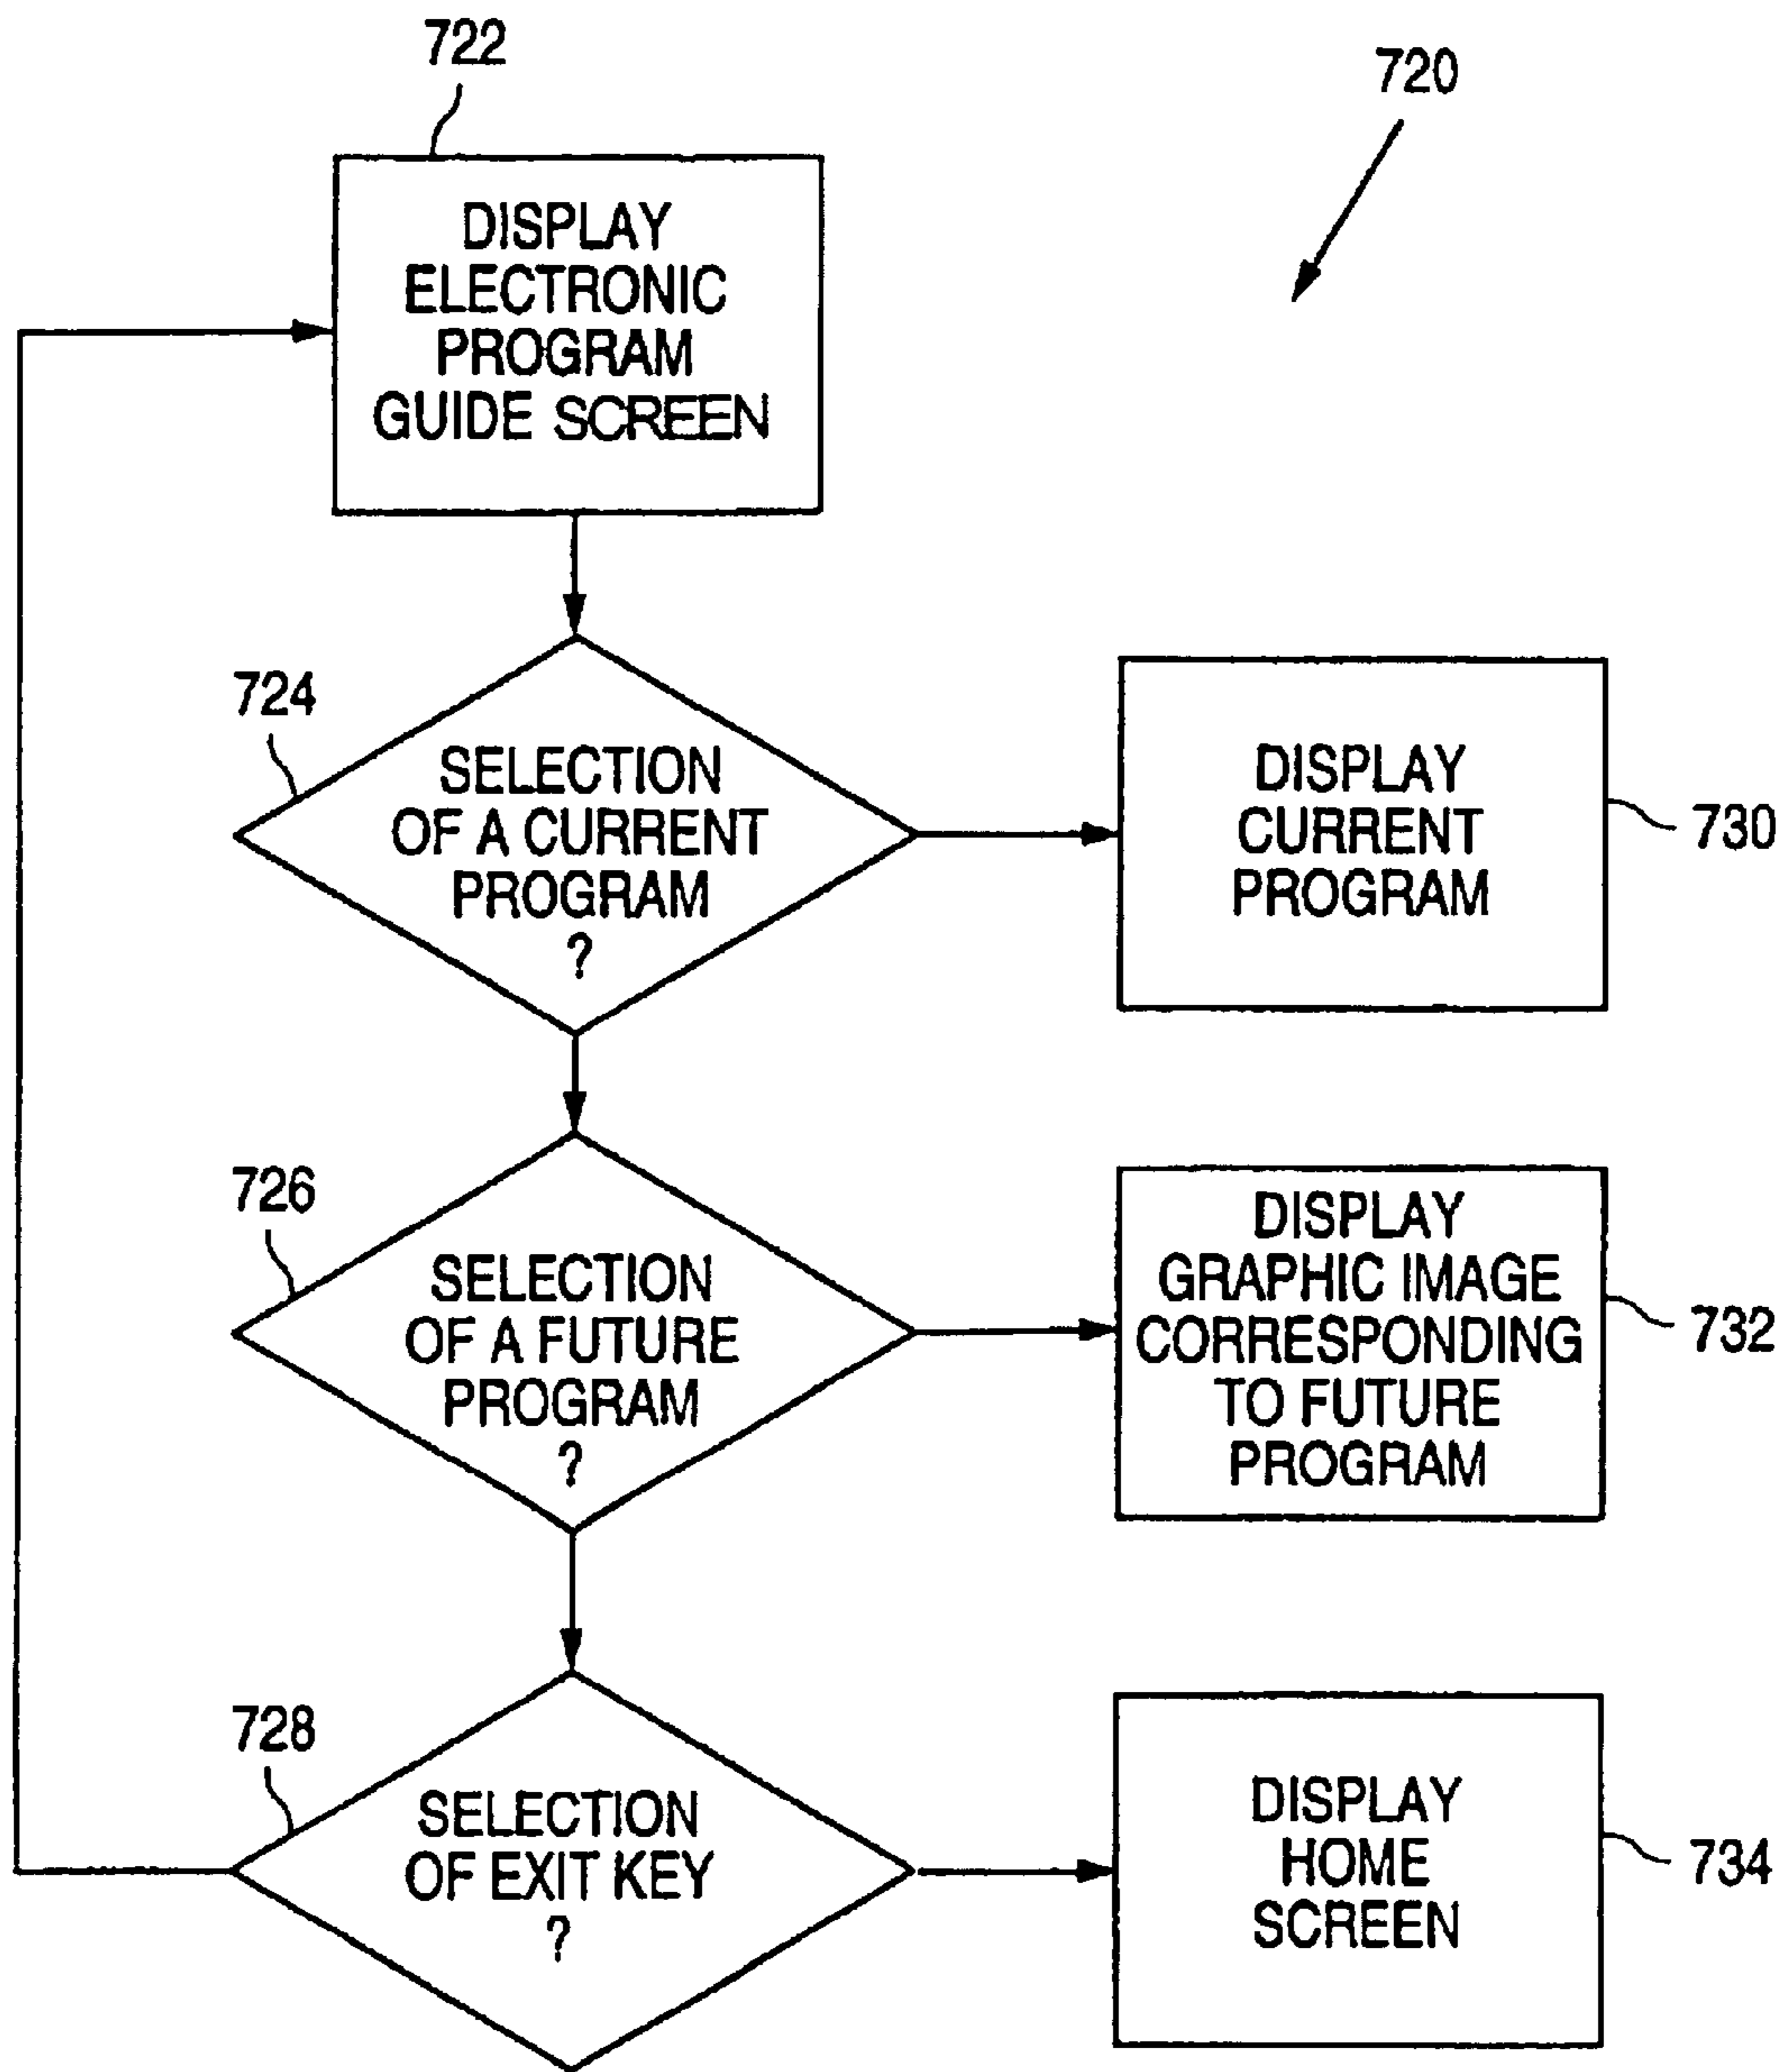 722
720
DISPLAY
ELECTRONIC
PROGRAM
GUIDE SCREEN
724
SELECTION
OF A CURRENT
PROGRAM
?
DISPLAY
CURRENT
PROGRAM
730
726
SELECTION
OF A FUTURE
PROGRAM
?
DISPLAY
GRAPHIC IMAGE
CORRESPONDING
TO FUTURE
PROGRAM
732
728
SELECTION
OF EXIT KEY
?
DISPLAY
HOME
SCREEN
734